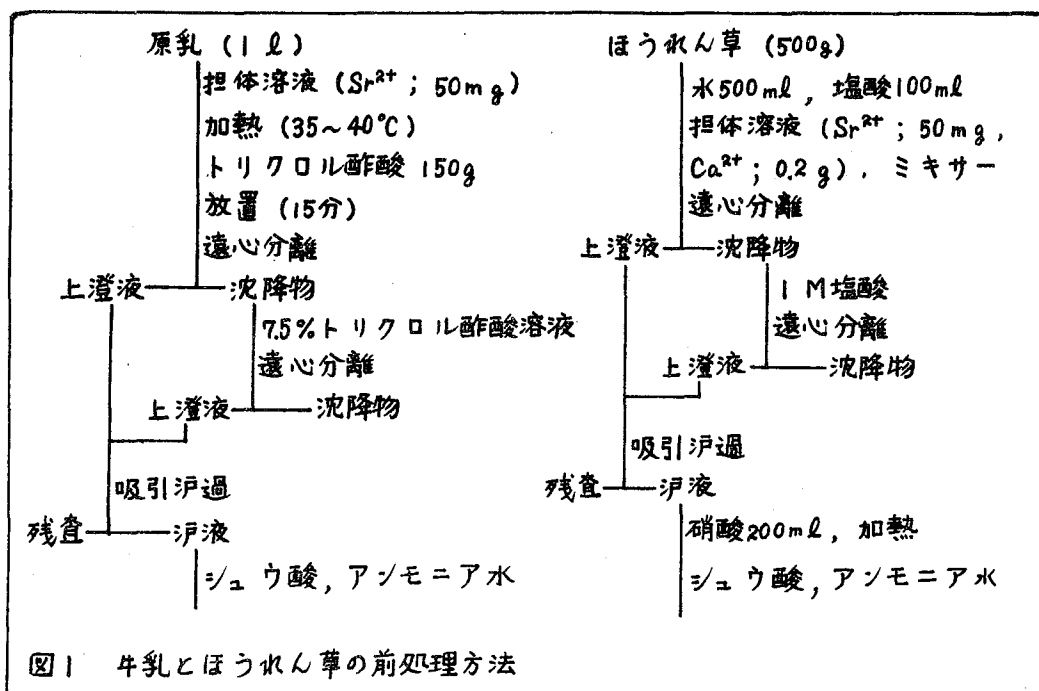 原乳 (1 ℓ)
担体溶液 (Sr²⁺ ; 50mg)
加熱 (35~40℃)
トリクロル酢酸 150g
放置 (15分)
遠心分離
上澄液 沈降物
7.5%トリクロル酢酸溶液
遠心分離
上澄液 沈降物
吸引沪過
残査 沪液
シュウ酸, アンモニア水
ほうれん草 (500g)
水500mℓ , 塩酸100mℓ
担体溶液 (Sr²⁺ ; 50mg ,
Ca²⁺ ; 0.2g) , ミキサー
遠心分離
上澄液 沈降物
1 M塩酸
遠心分離
上澄液 沈降物
吸引沪過
残査 沪液
硝酸200mℓ , 加熱
シュウ酸, アンモニア水
図1 牛乳とほうれん草の前処理方法